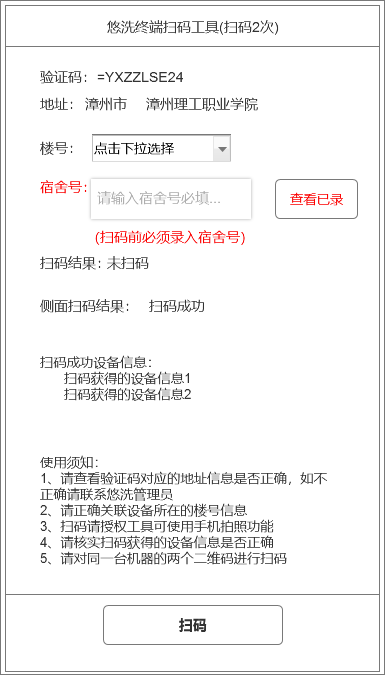 悠洗终端扫码工具(扫码2次)
验证码：=YXZZLSE24
地址： 漳州市 漳州理工职业学院
楼号： 点击下拉选择
宿舍号： 请输入宿舍号必填... 查看已录
(扫码前必须录入宿舍号)
扫码结果：未扫码
侧面扫码结果： 扫码成功
扫码成功设备信息：
扫码获得的设备信息1
扫码获得的设备信息2
使用须知：
1、请查看验证码对应的地址信息是否正确，如不
正确请联系悠洗管理员
2、请正确关联设备所在的楼号信息
3、扫码请授权工具可使用手机拍照功能
4、请核实扫码获得的设备信息是否正确
5、请对同一台机器的两个二维码进行扫码
扫码